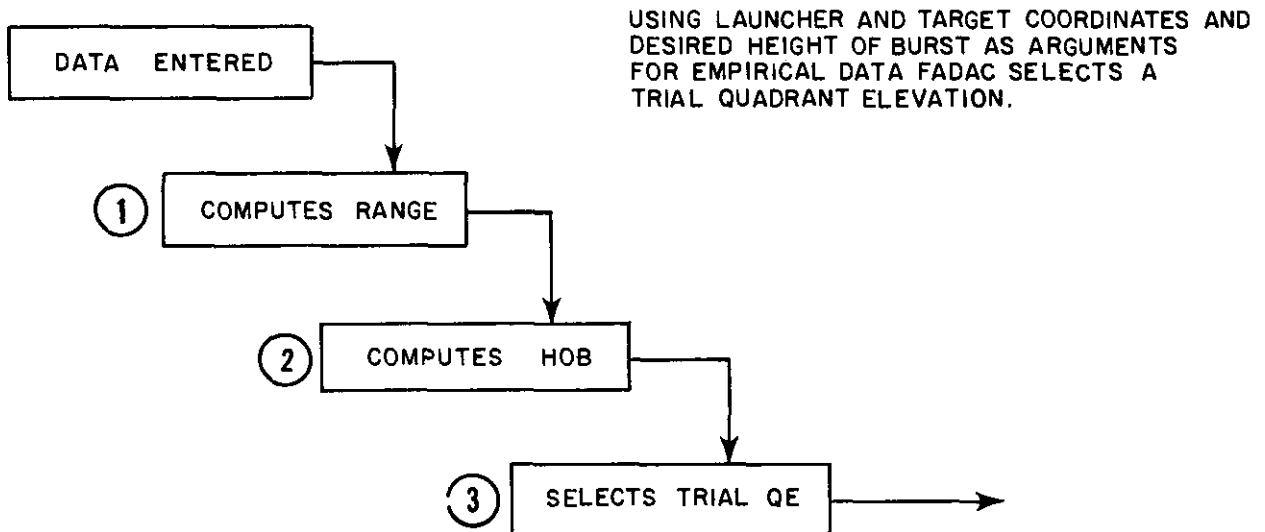 DATA ENTERED
USING LAUNCHER AND TARGET COORDINATES AND
DESIRED HEIGHT OF BURST AS ARGUMENTS
FOR EMPIRICAL DATA FADAC SELECTS A
TRIAL QUADRANT ELEVATION.
1 COMPUTES RANGE
2 COMPUTES HOB
3 SELECTS TRIAL QE